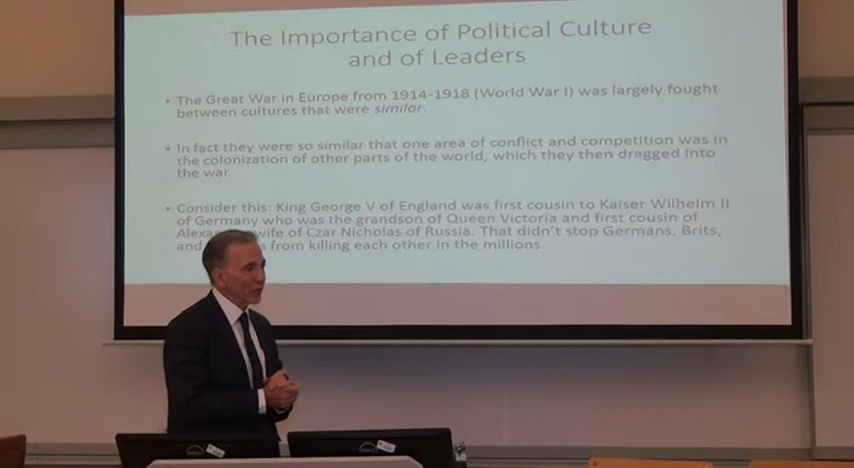 The Importance of Political Culture
and of Leaders
• The Great War in Europe from 1914-1918 (World War I) was largely fought
between cultures that were similar.
• In fact they were so similar that one area of conflict and competition was in
the colonization of other parts of the world, which they then dragged into
the war.
• Consider this: King George V of England was first cousin to Kaiser Wilhelm II
of Germany who was the grandson of Queen Victoria and first cousin of
wife of Czar Nicholas of Russia. That didn't stop Germans, Brits,
and from killing each other in the millions.